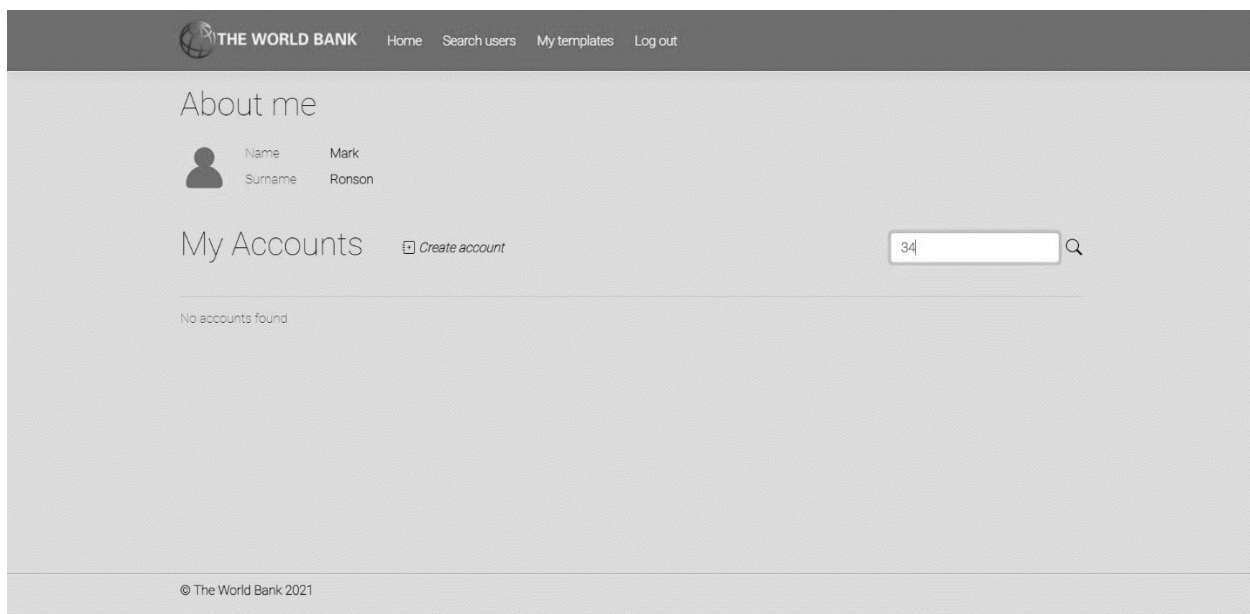 THE WORLD BANK Home Search users My templates Log out
About me
Name Mark
Surname Ronson
My Accounts Create account 34
No accounts found
© The World Bank 2021